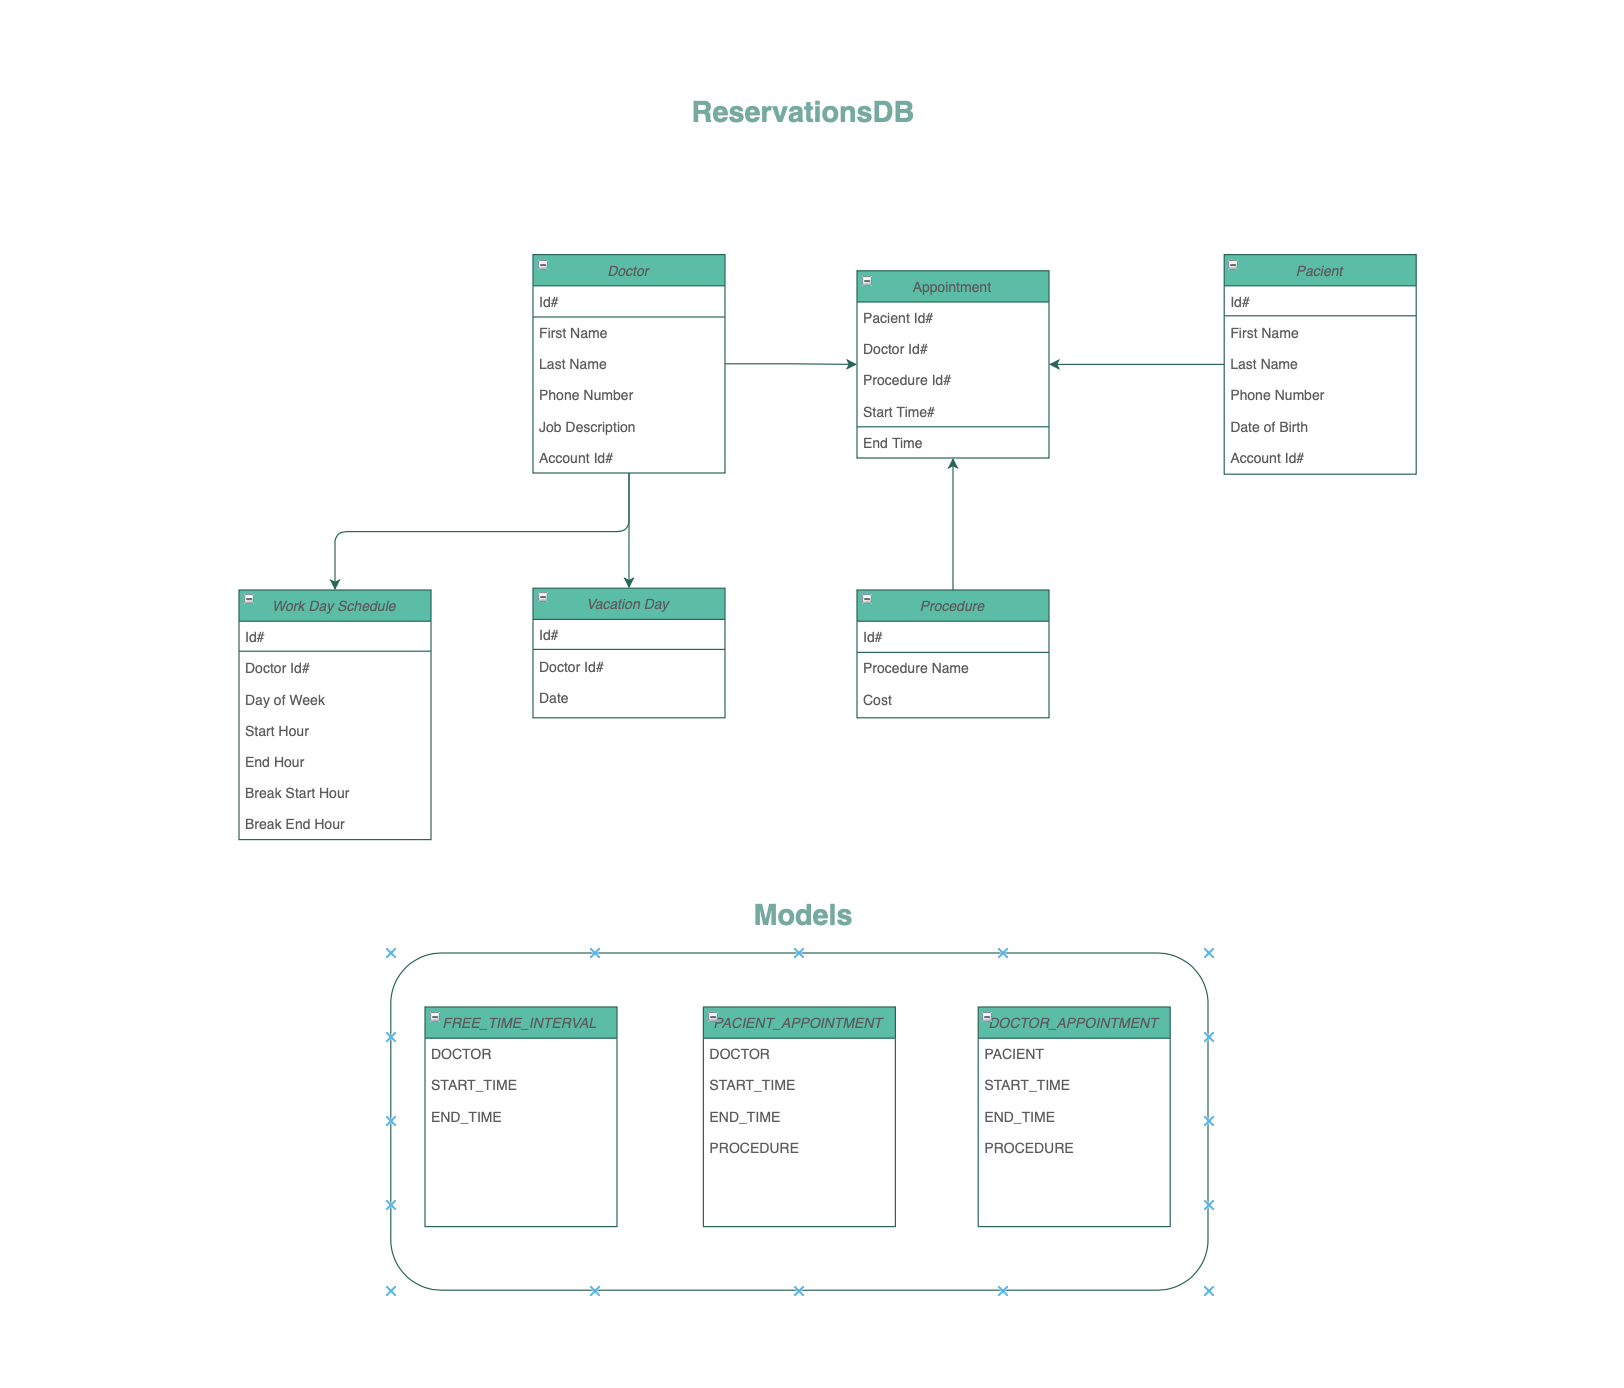 ReservationsDB
Doctor
Id#
First Name
Last Name
Phone Number
Job Description
Account Id#
Appointment
Pacient Id#
Doctor Id#
Procedure Id#
Start Time#
End Time
Pacient
Id#
First Name
Last Name
Phone Number
Date of Birth
Account Id#
Work Day Schedule
Id#
Doctor Id#
Day of Week
Start Hour
End Hour
Break Start Hour
Break End Hour
Vacation Day
Id#
Doctor Id#
Date
Procedure
Id#
Procedure Name
Cost
Models
FREE_TIME_INTERVAL
DOCTOR
START_TIME
END_TIME
PACIENT_APPOINTMENT
DOCTOR
START_TIME
END_TIME
PROCEDURE
DOCTOR_APPOINTMENT
PACIENT
START_TIME
END_TIME
PROCEDURE